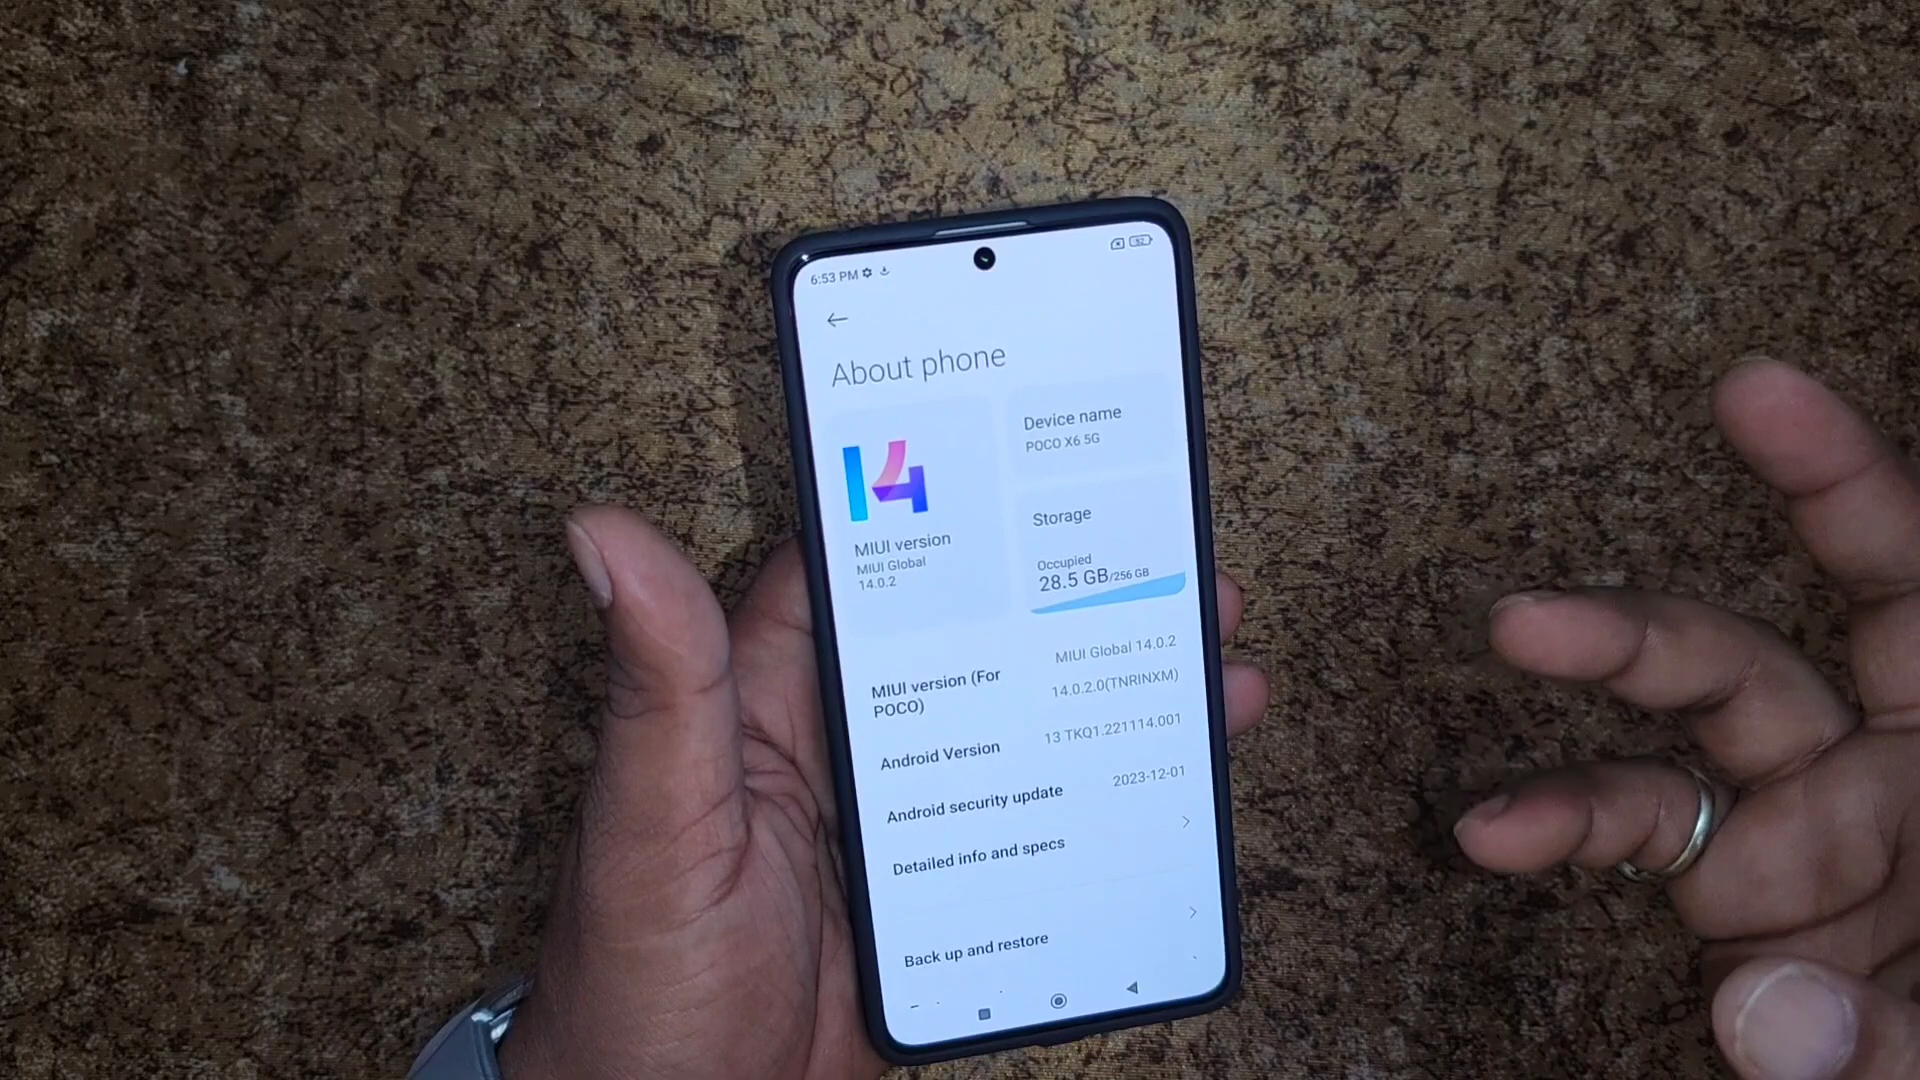 6:53 PM
52
About phone
14
MIUI version
MIUI Global
14.0.2
Device name
POCO X6 5G
Storage
Occupied
28.5 GB/256 GB
MIUI version (For
POCO)
MIUI Global 14.0.2
14.0.2.0(TNRINXM)
Android Version
13 TKQ1.221114.001
Android security update
2023-12-01
Detailed info and specs
Back up and restore